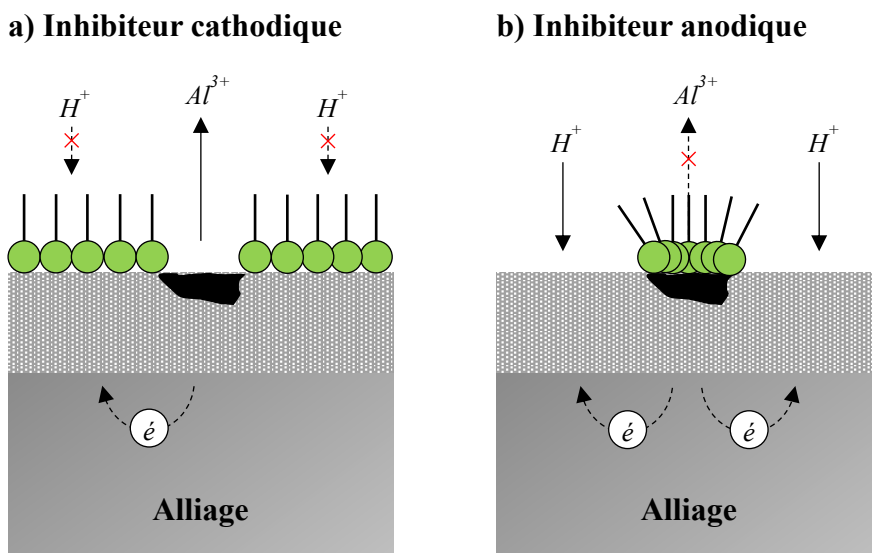 a) Inhibiteur cathodique
H+
Al3+
H+
é
Alliage
b) Inhibiteur anodique
H+
Al3+
H+
é
é
Alliage